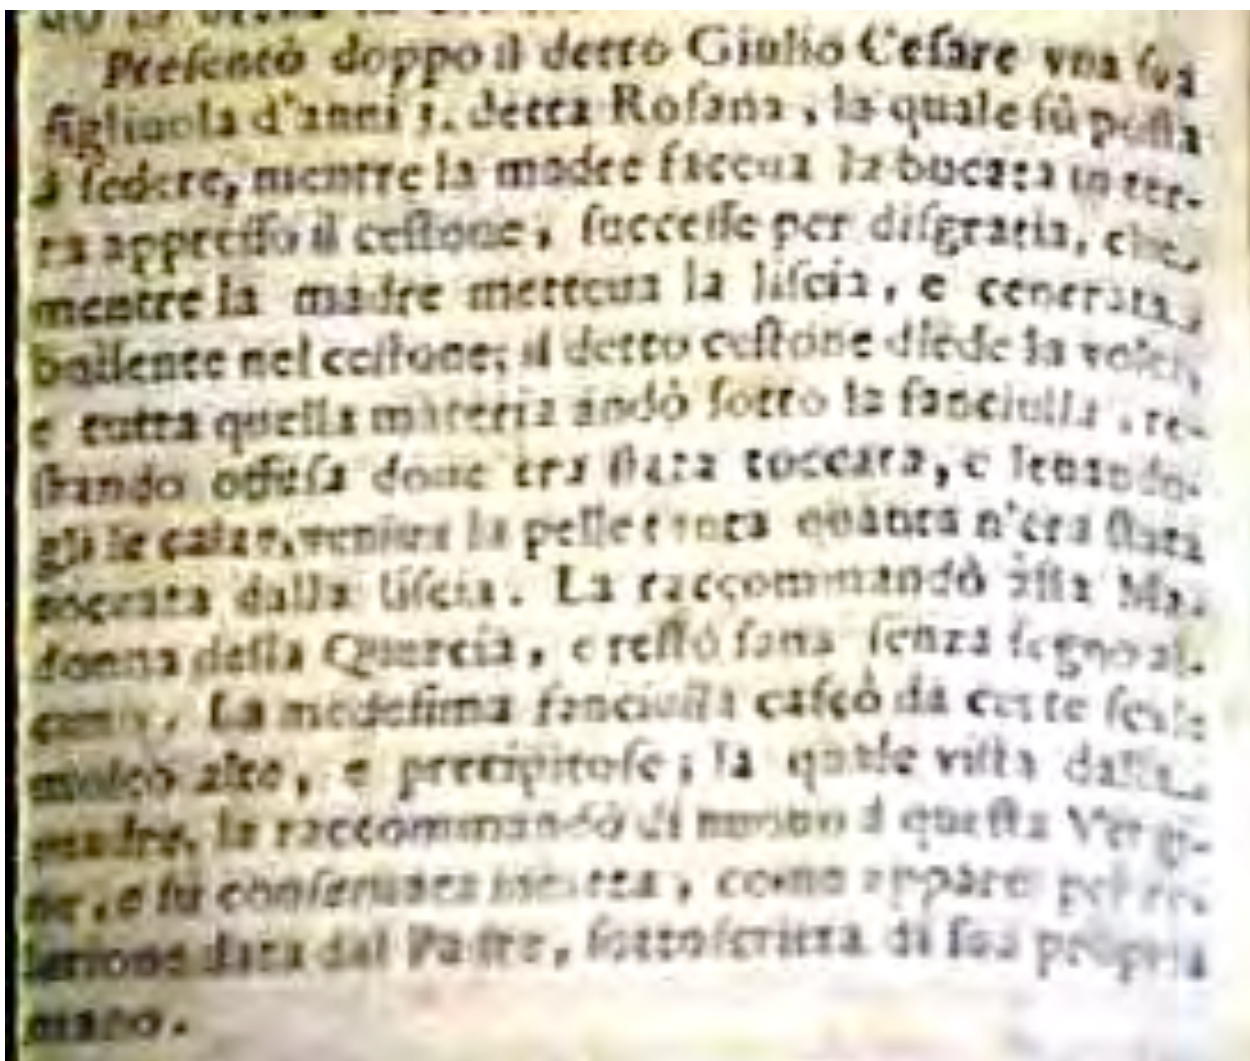 Preſentò doppo il detto Giulio Ceſare vna ſua
figliuola d'anni 3. detta Roſana, la quale fù poſta
à ſedere, mentre la madre faceua la bucata in ter-
ra appreſſo il ceſtone, ſucceſſe per diſgratia, che
mentre la madre metteua la liſcia, e cenerata
bollente nel ceſtone; il detto ceſtone diede la volta,
e tutta quella materia andò ſotto la fanciulla, re-
ſtando offeſa doue era ſtata toccata, e leuando-
gli le calze, veniua la pelle tutta quanta n'era ſtata
toccata dalla liſcia. La raccommandò alla Ma-
donna della Quercia, e reſtò ſana ſenza ſegno al-
cuno. La medeſima fanciulla caſcò da certe ſcale
molto alte, e precipitoſe; la quale viſta dalla
madre, la raccommandò di nuouo à queſta Vergi-
ne, e fù conſeruata inteatta, come appare per re-
latione data dal Padre, ſottoſcritta di ſua propria
mano.